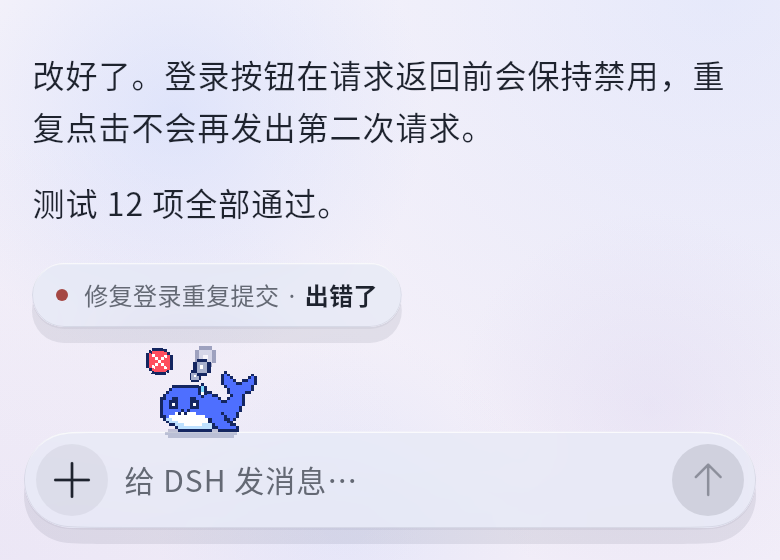 改好了。登录按钮在请求返回前会保持禁用，重
复点击不会再发出第二次请求。
测试 12 项全部通过。
修复登录重复提交 · 出错了
给 DSH 发消息…